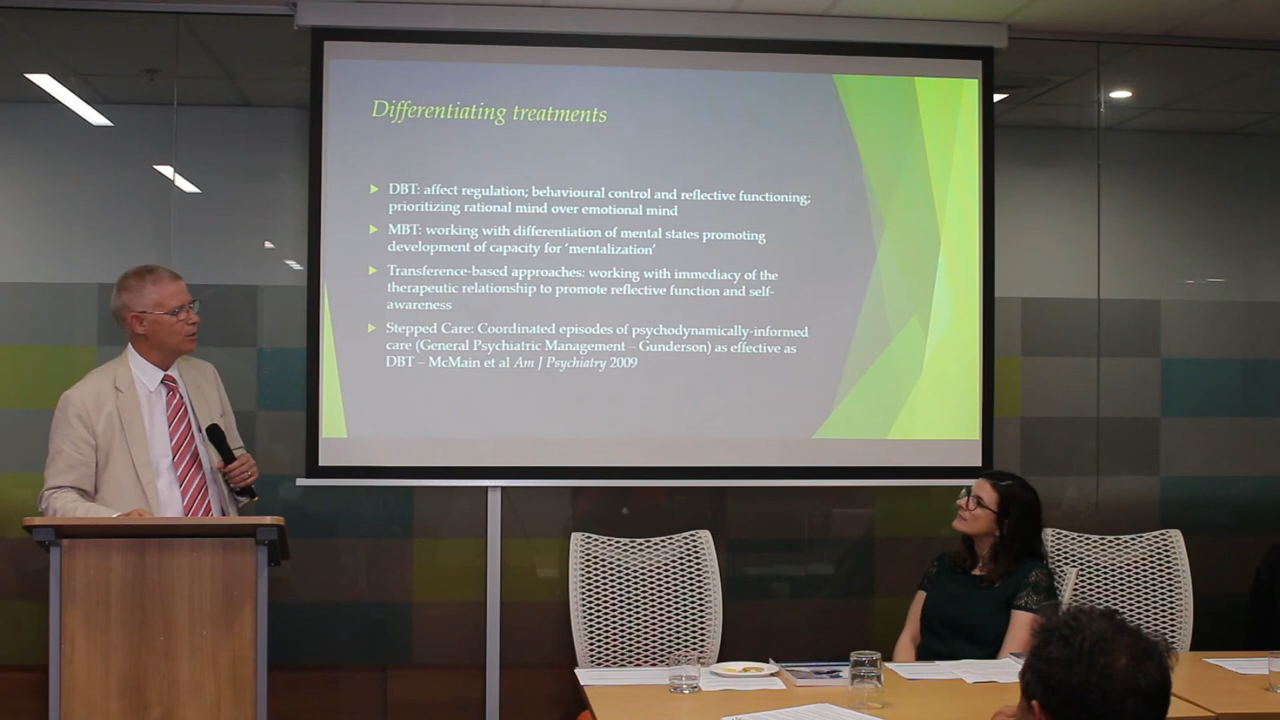 Differentiating treatments
DBT: affect regulation; behavioural control and reflective functioning;
prioritizing rational mind over emotional mind
MBT: working with differentiation of mental states promoting
development of capacity for 'mentalization'
Transference-based approaches: working with immediacy of the
therapeutic relationship to promote reflective function and self-
awareness
Stepped Care: Coordinated episodes of psychodynamically-informed
care (General Psychiatric Management – Gunderson) as effective as
DBT – McMain et al Am J Psychiatry 2009